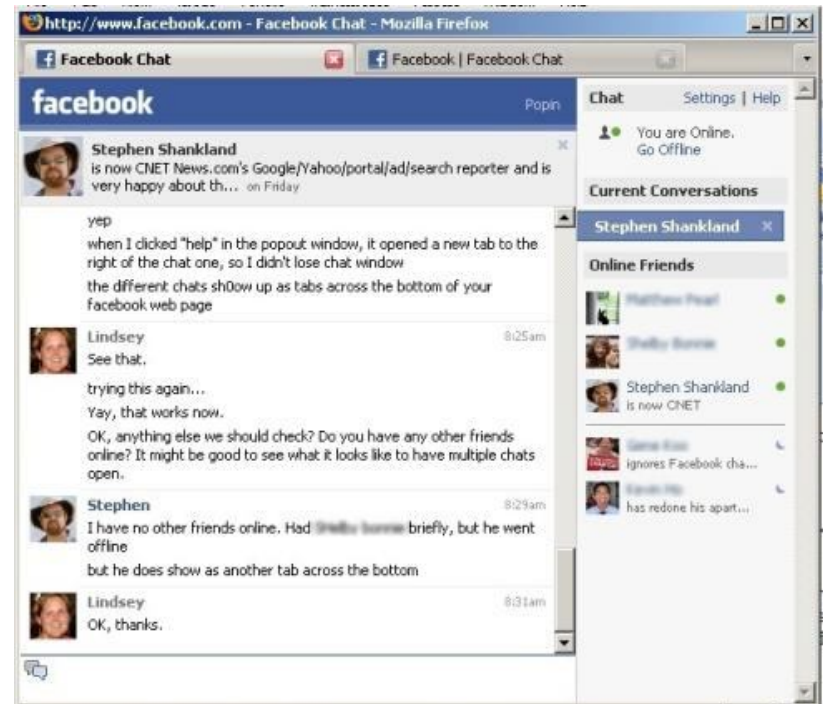 http://www.facebook.com - Facebook Chat - Mozilla Firefox
Facebook Chat
Facebook | Facebook Chat
facebook
Popin
Stephen Shankland
is now CNET News.com's Google/Yahoo/portal/ad/search reporter and is
very happy about th... on Friday
yep
when I clicked "help" in the popout window, it opened a new tab to the
right of the chat one, so I didn't lose chat window
the different chats sh0ow up as tabs across the bottom of your
facebook web page
Lindsey 8:25am
See that.
trying this again...
Yay, that works now.
OK, anything else we should check? Do you have any other friends
online? It might be good to see what it looks like to have multiple chats
open.
Stephen 8:29am
I have no other friends online. Had briefly, but he went
offline
but he does show as another tab across the bottom
Lindsey 8:31am
OK, thanks.
Chat Settings | Help
You are Online.
Go Offline
Current Conversations
Stephen Shankland
Online Friends
Stephen Shankland
is now CNET
ignores Facebook cha...
has redone his apart...